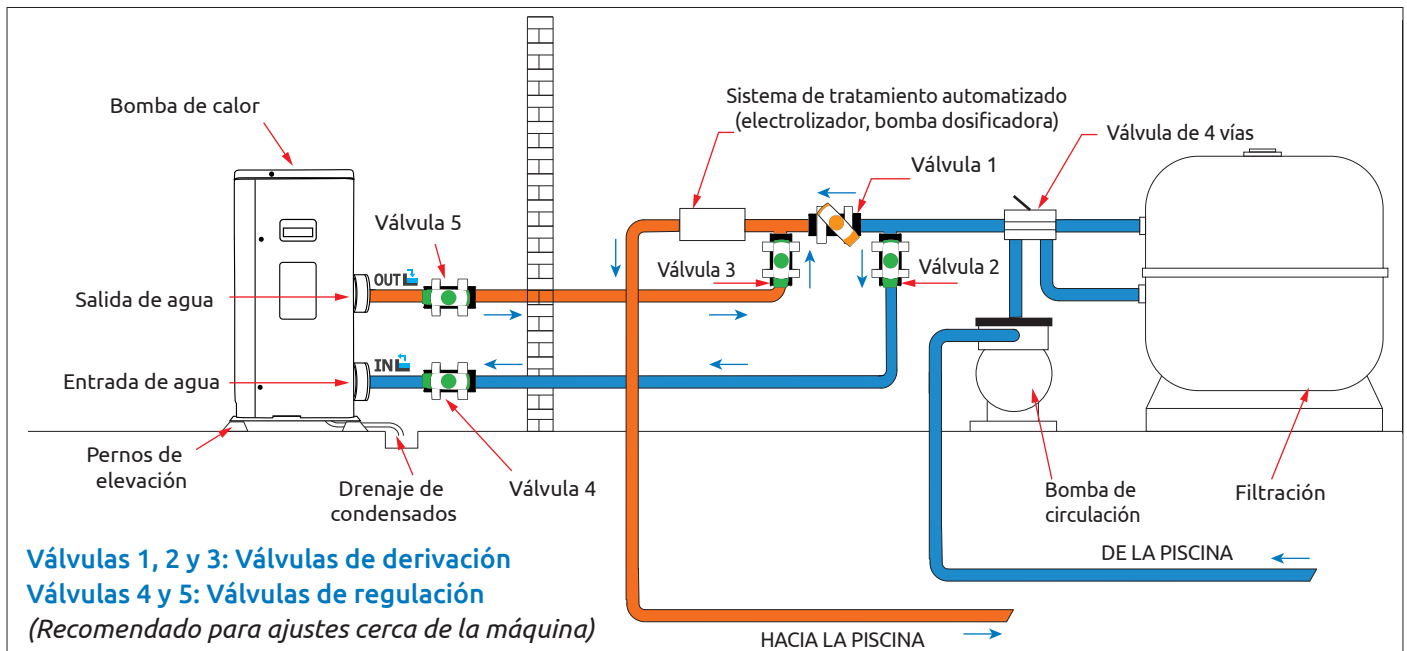 Bomba de calor
Sistema de tratamiento automatizado
(electrolizador, bomba dosificadora)
Válvula de 4 vías
Válvula 1
Válvula 5
Válvula 3
Válvula 2
OUT
Salida de agua
IN
Entrada de agua
Pernos de
elevación
Drenaje de
condensados
Válvula 4
Bomba de
circulación
Filtración
DE LA PISCINA
Válvulas 1, 2 y 3: Válvulas de derivación
Válvulas 4 y 5: Válvulas de regulación
(Recomendado para ajustes cerca de la máquina)
HACIA LA PISCINA